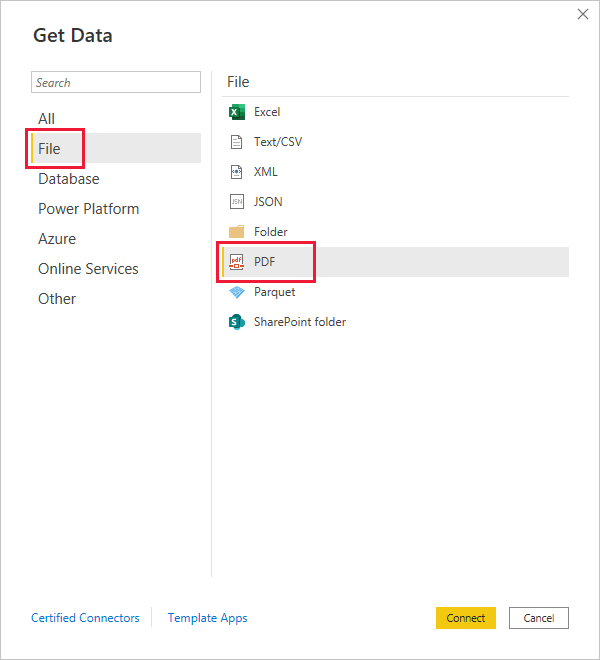 Get Data
Search
All
File
Database
Power Platform
Azure
Online Services
Other
File
Excel
Text/CSV
XML
JSON
Folder
PDF
Parquet
SharePoint folder
Certified Connectors
Template Apps
Connect
Cancel